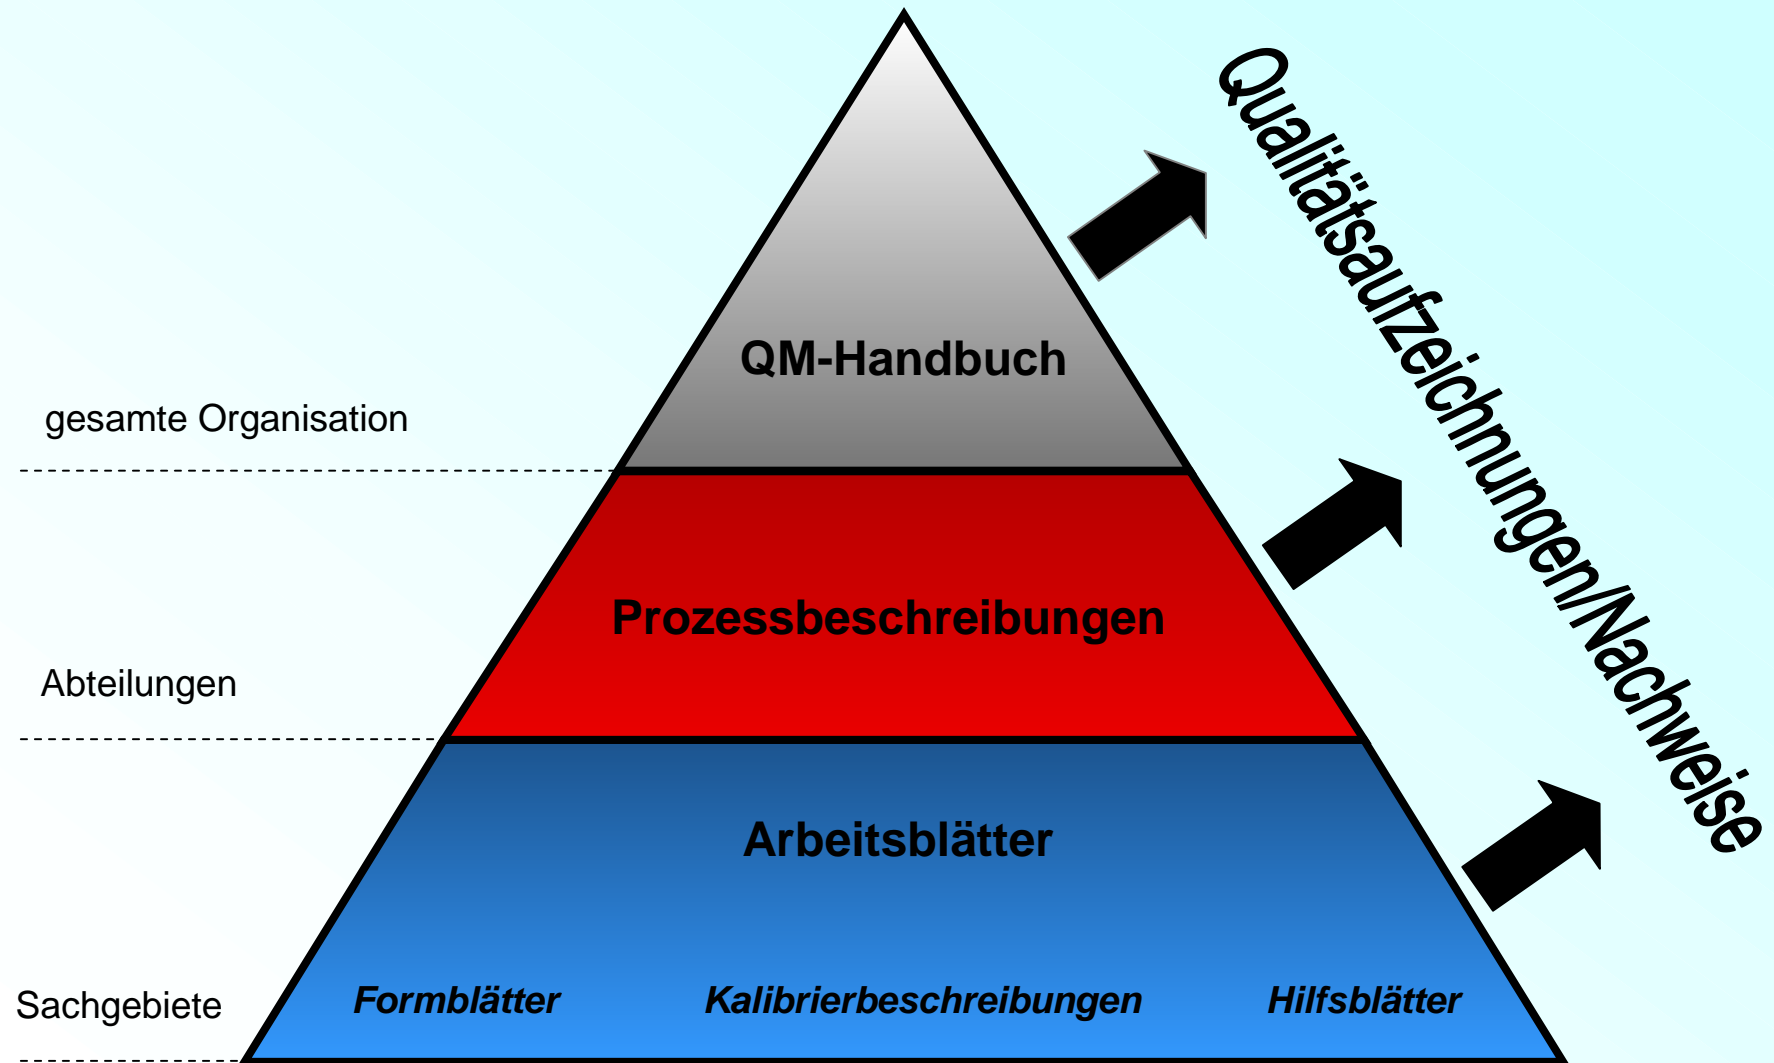 Qualitätsaufzeichnungen/Nachweise
QM-Handbuch
gesamte Organisation
Prozessbeschreibungen
Abteilungen
Arbeitsblätter
Sachgebiete
Formblätter
Kalibrierbeschreibungen
Hilfsblätter